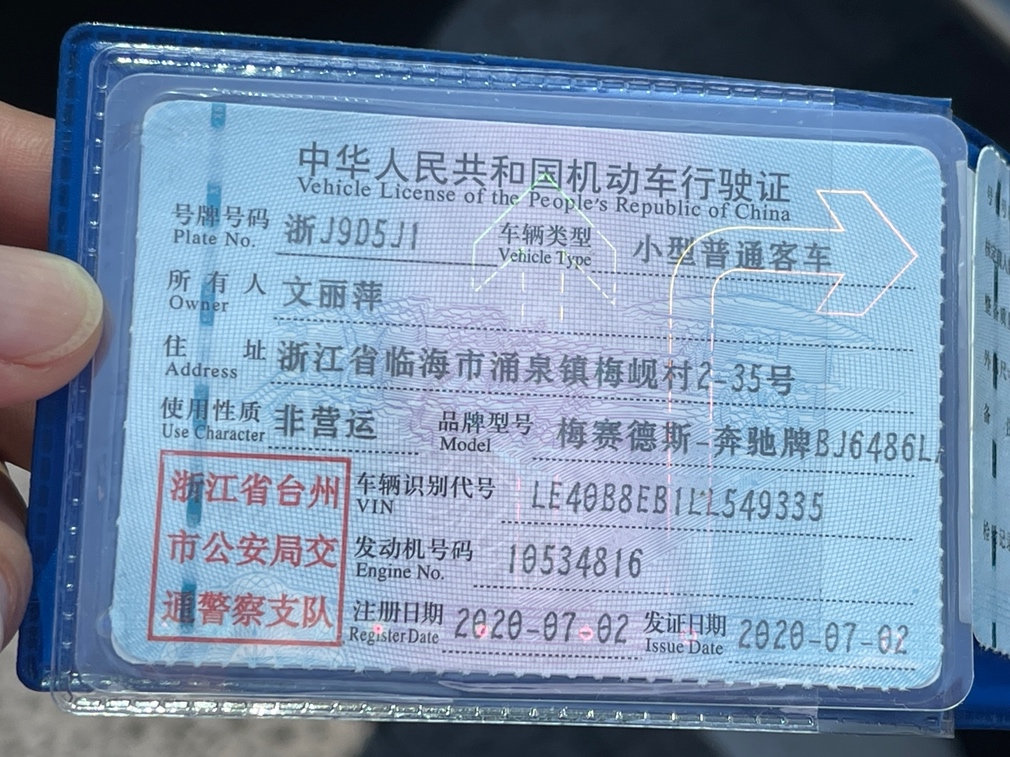 中华人民共和国机动车行驶证
Vehicle License of the People's Republic of China
号牌号码 浙J9D5J1 车辆类型 小型普通客车
Plate No. Vehicle Type
所有人 文丽萍
Owner
住址 浙江省临海市涌泉镇梅岘村2-35号
Address
使用性质 非营运 品牌型号 梅赛德斯-奔驰牌BJ6486L
Use Character Model
浙江省台州
市公安局交
通警察支队
车辆识别代号 LE40B8EB1LL549335
VIN
发动机号码 10534816
Engine No.
注册日期 2020-07-02 发证日期 2020-07-02
Register Date Issue Date